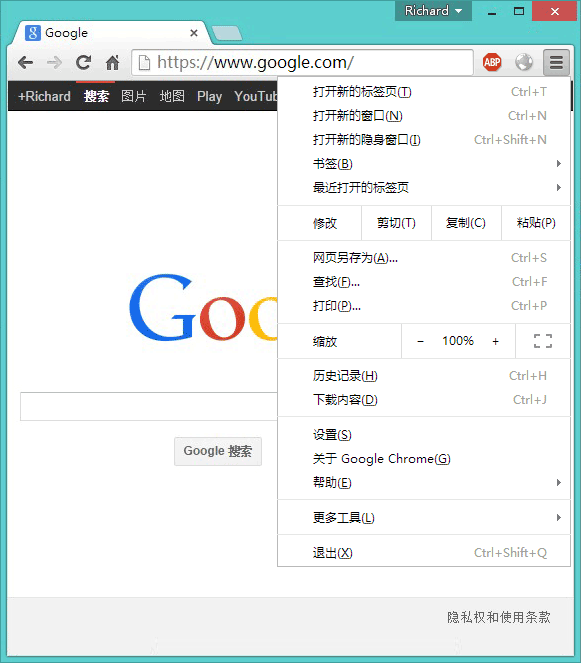 Richard
Google
https://www.google.com/
ABP
+Richard 搜索 图片 地图 Play YouTub
打开新的标签页(T) Ctrl+T
打开新的窗口(N) Ctrl+N
打开新的隐身窗口(I) Ctrl+Shift+N
书签(B)
最近打开的标签页
修改 剪切(T) 复制(C) 粘贴(P)
网页另存为(A)... Ctrl+S
查找(F)... Ctrl+F
打印(P)... Ctrl+P
缩放 − 100% +
历史记录(H) Ctrl+H
下载内容(D) Ctrl+J
设置(S)
关于 Google Chrome(G)
帮助(E)
更多工具(L)
退出(X) Ctrl+Shift+Q
Goo
Google 搜索
隐私权和使用条款